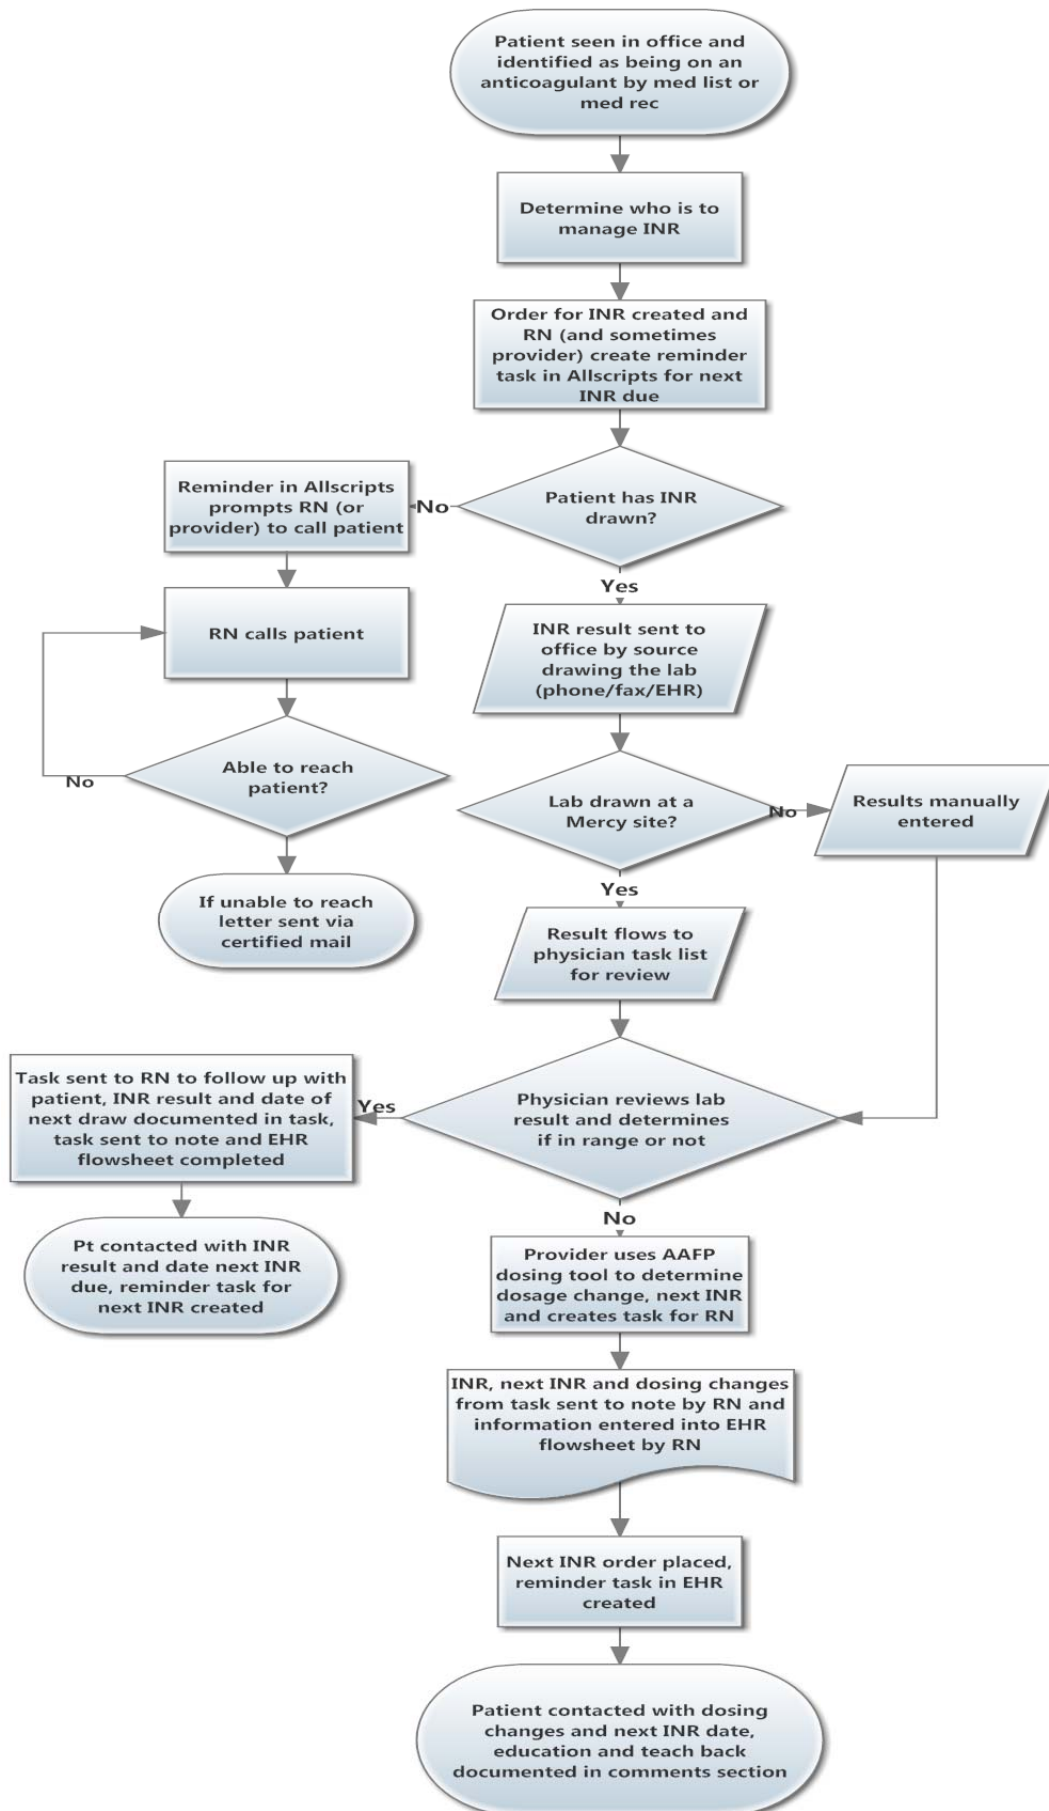 Patient seen in office and
identified as being on an
anticoagulant by med list or
med rec
Determine who is to
manage INR
Order for INR created and
RN (and sometimes
provider) create reminder
task in Allscripts for next
INR due
Patient has INR
drawn?
No
Reminder in Allscripts
prompts RN (or
provider) to call patient
RN calls patient
Able to reach
patient?
No
If unable to reach
letter sent via
certified mail
Yes
INR result sent to
office by source
drawing the lab
(phone/fax/EHR)
Lab drawn at a
Mercy site?
No
Results manually
entered
Yes
Result flows to
physician task list
for review
Physician reviews lab
result and determines
if in range or not
Yes
Task sent to RN to follow up with
patient, INR result and date of
next draw documented in task,
task sent to note and EHR
flowsheet completed
Pt contacted with INR
result and date next INR
due, reminder task for
next INR created
No
Provider uses AAFP
dosing tool to determine
dosage change, next INR
and creates task for RN
INR, next INR and dosing changes
from task sent to note by RN and
information entered into EHR
flowsheet by RN
Next INR order placed,
reminder task in EHR
created
Patient contacted with dosing
changes and next INR date,
education and teach back
documented in comments section